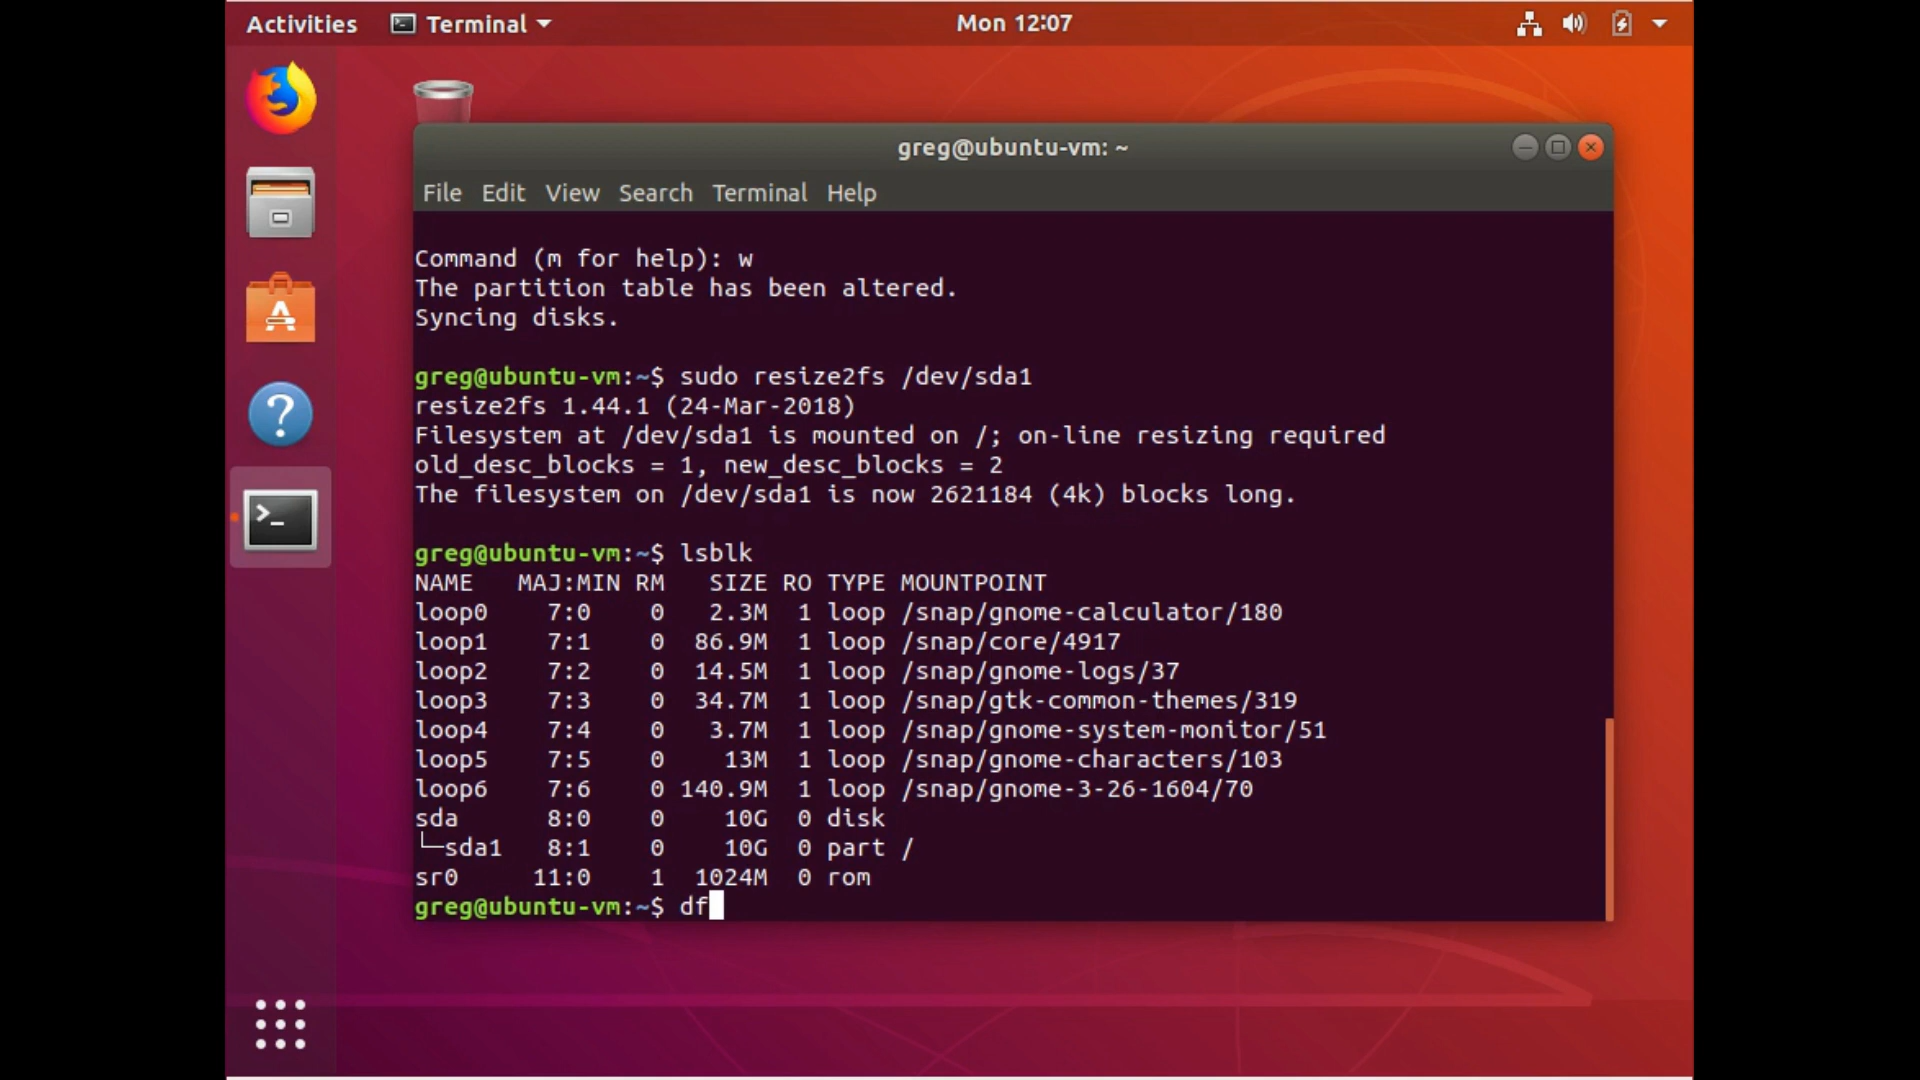 Activities Terminal Mon 12:07
greg@ubuntu-vm: ~
File Edit View Search Terminal Help
Command (m for help): w
The partition table has been altered.
Syncing disks.
greg@ubuntu-vm:~$ sudo resize2fs /dev/sda1
resize2fs 1.44.1 (24-Mar-2018)
Filesystem at /dev/sda1 is mounted on /; on-line resizing required
old_desc_blocks = 1, new_desc_blocks = 2
The filesystem on /dev/sda1 is now 2621184 (4k) blocks long.
greg@ubuntu-vm:~$ lsblk
NAME   MAJ:MIN RM   SIZE RO TYPE MOUNTPOINT
loop0    7:0    0   2.3M  1 loop /snap/gnome-calculator/180
loop1    7:1    0  86.9M  1 loop /snap/core/4917
loop2    7:2    0  14.5M  1 loop /snap/gnome-logs/37
loop3    7:3    0  34.7M  1 loop /snap/gtk-common-themes/319
loop4    7:4    0   3.7M  1 loop /snap/gnome-system-monitor/51
loop5    7:5    0    13M  1 loop /snap/gnome-characters/103
loop6    7:6    0 140.9M  1 loop /snap/gnome-3-26-1604/70
sda      8:0    0    10G  0 disk
└─sda1   8:1    0    10G  0 part /
sr0     11:0    1  1024M  0 rom
greg@ubuntu-vm:~$ df